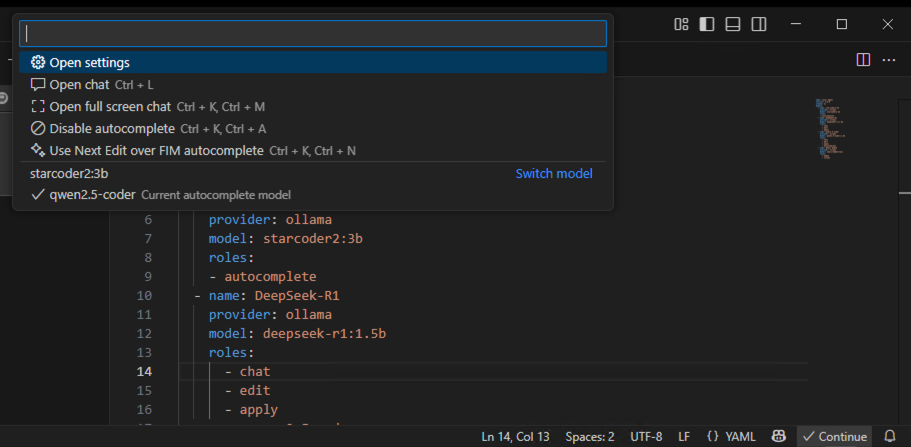 Open settings
Open chat Ctrl + L
Open full screen chat Ctrl + K, Ctrl + M
Disable autocomplete Ctrl + K, Ctrl + A
Use Next Edit over FIM autocomplete Ctrl + K, Ctrl + N
starcoder2:3b Switch model
qwen2.5-coder Current autocomplete model
6 provider: ollama
7 model: starcoder2:3b
8 roles:
9 - autocomplete
10 - name: DeepSeek-R1
11 provider: ollama
12 model: deepseek-r1:1.5b
13 roles:
14 - chat
15 - edit
16 - apply
Ln 14, Col 13 Spaces: 2 UTF-8 LF {} YAML Continue